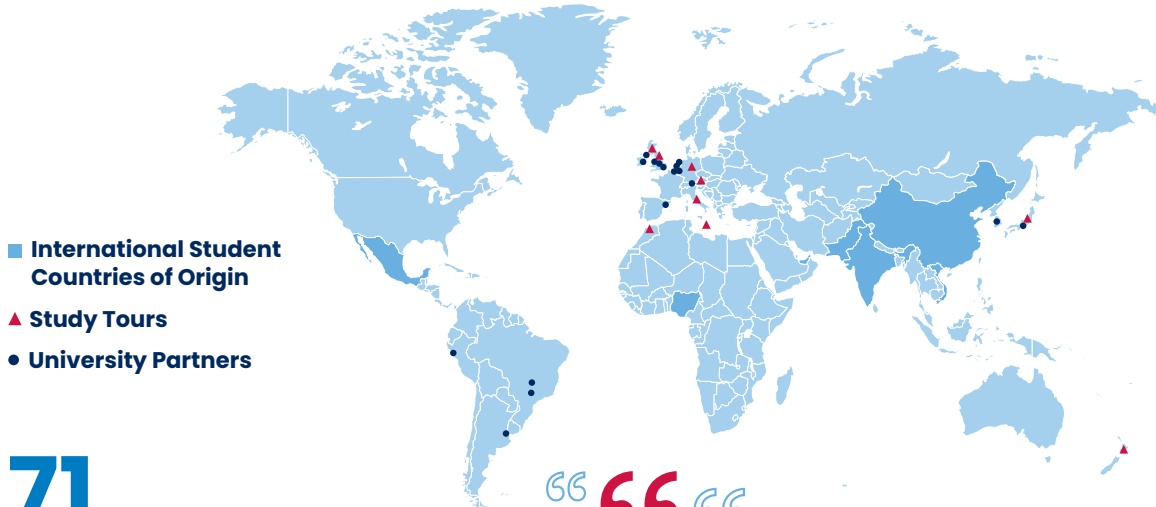 International Student
Countries of Origin
Study Tours
University Partners
71
“ “ “